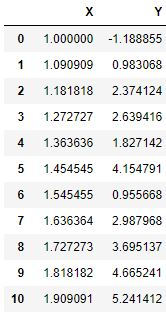 X Y
0 1.000000 -1.188855
1 1.090909 0.983068
2 1.181818 2.374124
3 1.272727 2.639416
4 1.363636 1.827142
5 1.454545 4.154791
6 1.545455 0.955668
7 1.636364 2.987968
8 1.727273 3.695137
9 1.818182 4.665241
10 1.909091 5.241412